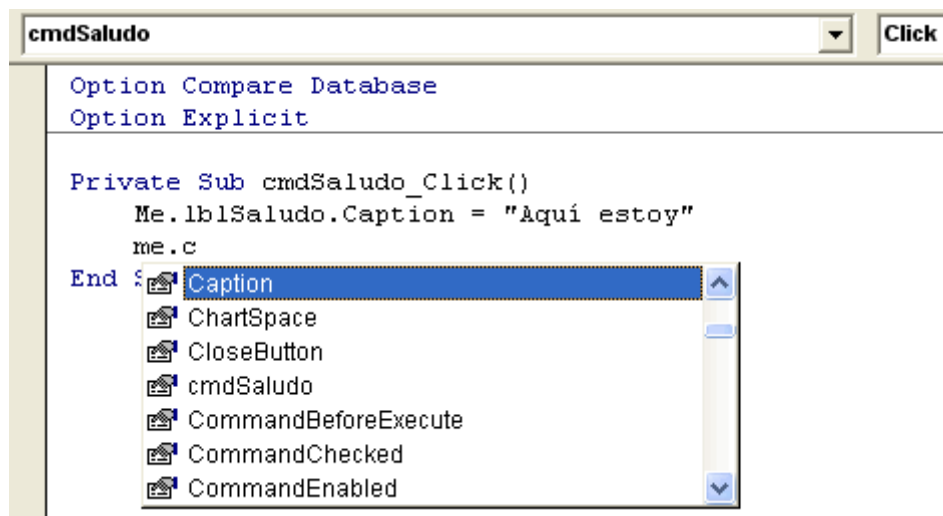 cmdSaludo Click
Option Compare Database
Option Explicit
Private Sub cmdSaludo_Click()
Me.lblSaludo.Caption = "Aquí estoy"
me.c
End S
Caption
ChartSpace
CloseButton
cmdSaludo
CommandBeforeExecute
CommandChecked
CommandEnabled